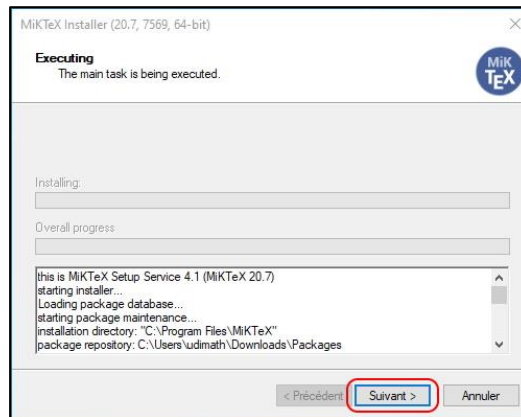 MiKTeX Installer (20.7, 7569, 64-bit)
Executing
The main task is being executed.
MiK
TEX
Installing:
Overall progress
this is MiKTeX Setup Service 4.1 (MiKTeX 20.7)
starting installer...
Loading package database...
starting package maintenance...
installation directory: "C:\Program Files\MiKTeX"
package repository: C:\Users\udimath\Downloads\Packages
< Précédent Suivant > Annuler